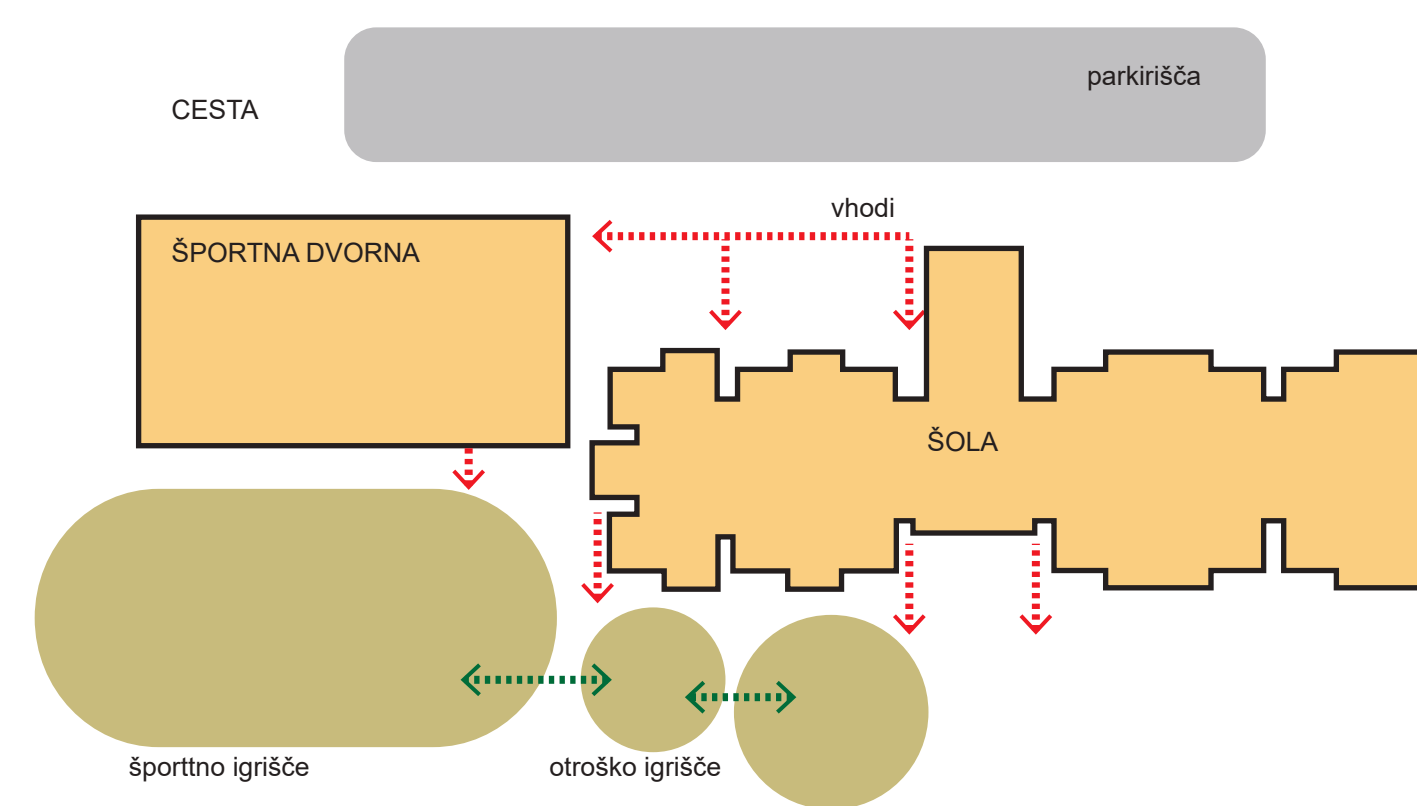 parkirišča
CESTA
vhodi
ŠPORTNA DVORNA
ŠOLA
športtno igrišče
otroško igrišče